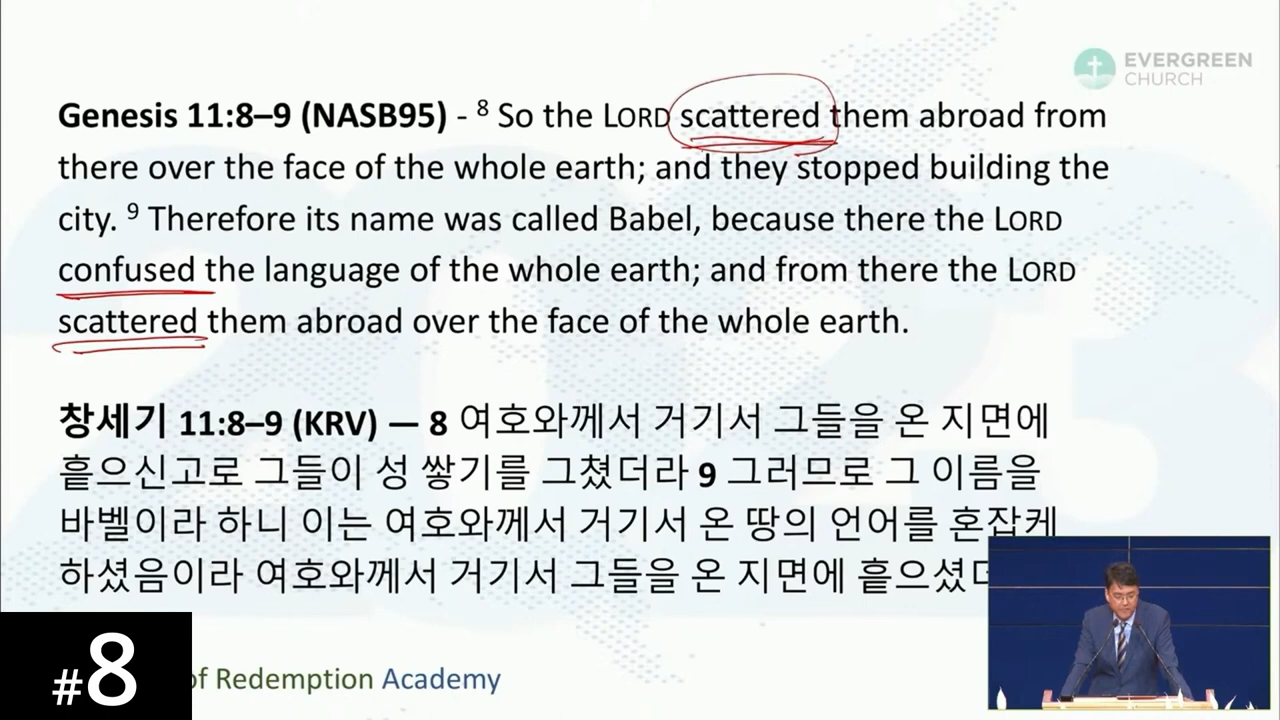 EVERGREEN
CHURCH
Genesis 11:8–9 (NASB95) - 8 So the LORD scattered them abroad from
there over the face of the whole earth; and they stopped building the
city. 9 Therefore its name was called Babel, because there the LORD
confused the language of the whole earth; and from there the LORD
scattered them abroad over the face of the whole earth.
창세기 11:8–9 (KRV) — 8 여호와께서 거기서 그들을 온 지면에
흩으신고로 그들이 성 쌓기를 그쳤더라 9 그러므로 그 이름을
바벨이라 하니 이는 여호와께서 거기서 온 땅의 언어를 혼잡케
하셨음이라 여호와께서 거기서 그들을 온 지면에 흩으셨
#8
of Redemption Academy